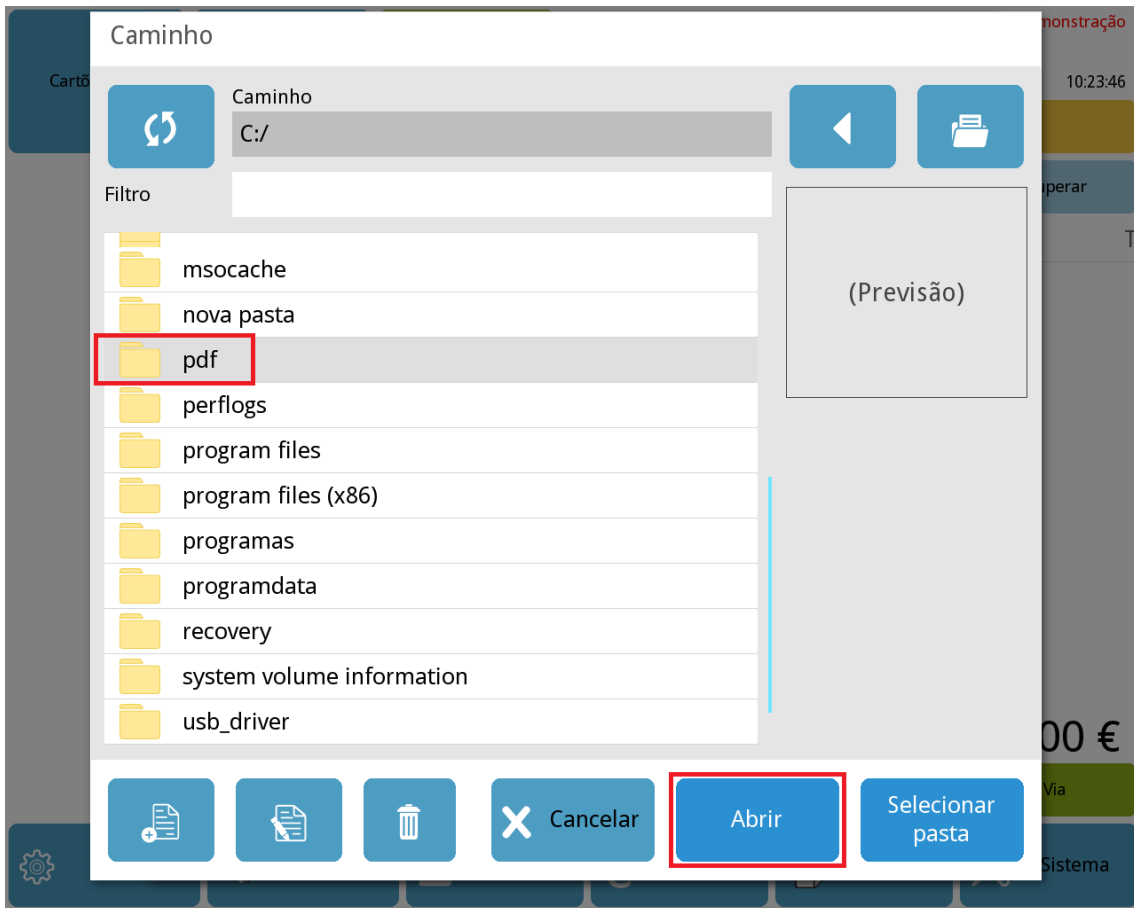 Caminho
monstração
Cartõ
10:23:46
Caminho
C:/
Filtro
uperar
T
msocache
(Previsão)
nova pasta
pdf
perflogs
program files
program files (x86)
programas
programdata
recovery
system volume information
usb_driver
00 €
Via
Cancelar
Abrir
Selecionar
pasta
Sistema